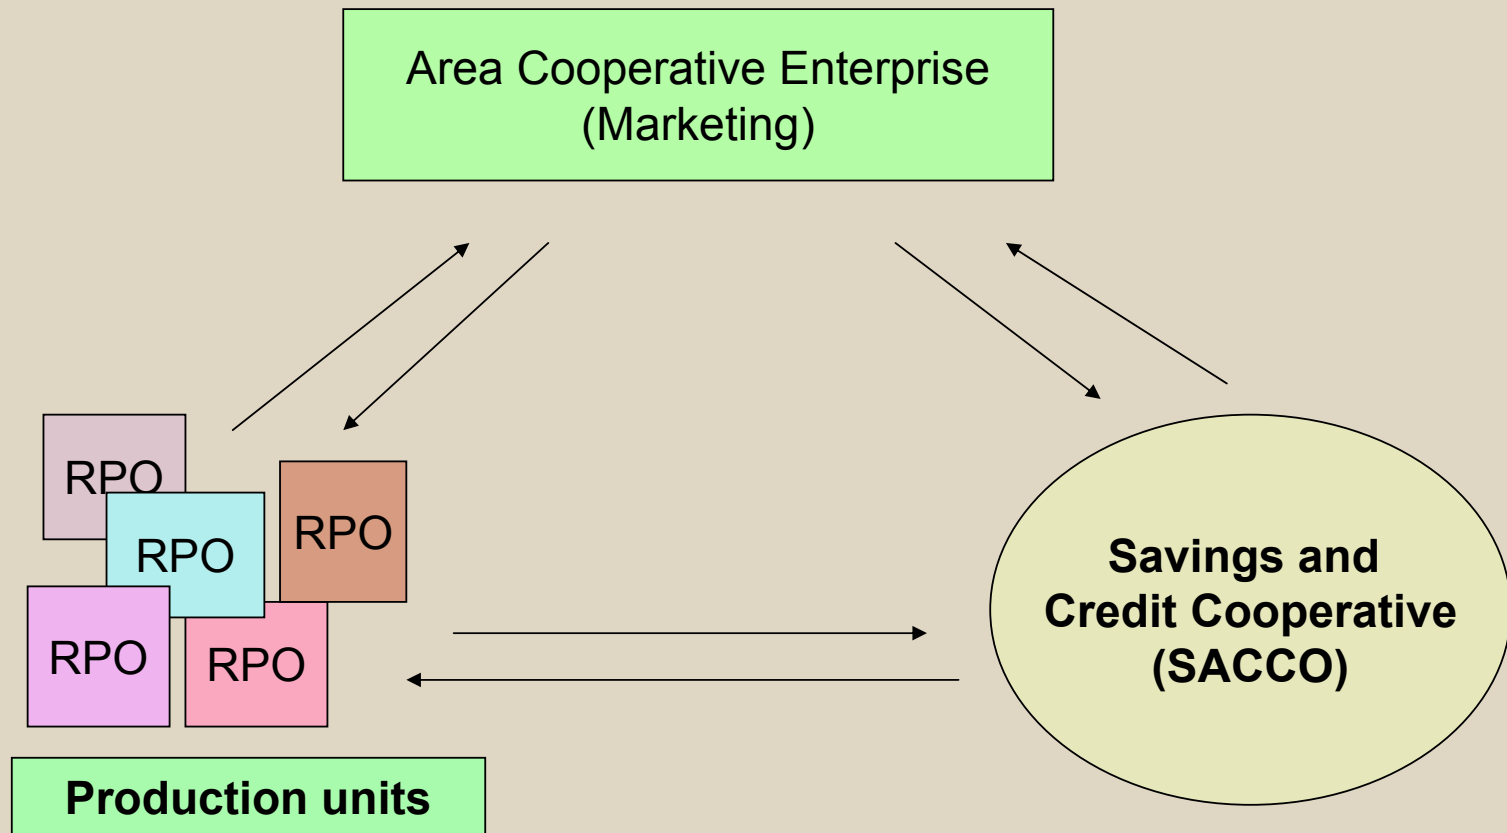 Area Cooperative Enterprise
(Marketing)
RPO
RPO
RPO
RPO
RPO
Savings and
Credit Cooperative
(SACCO)
Production units